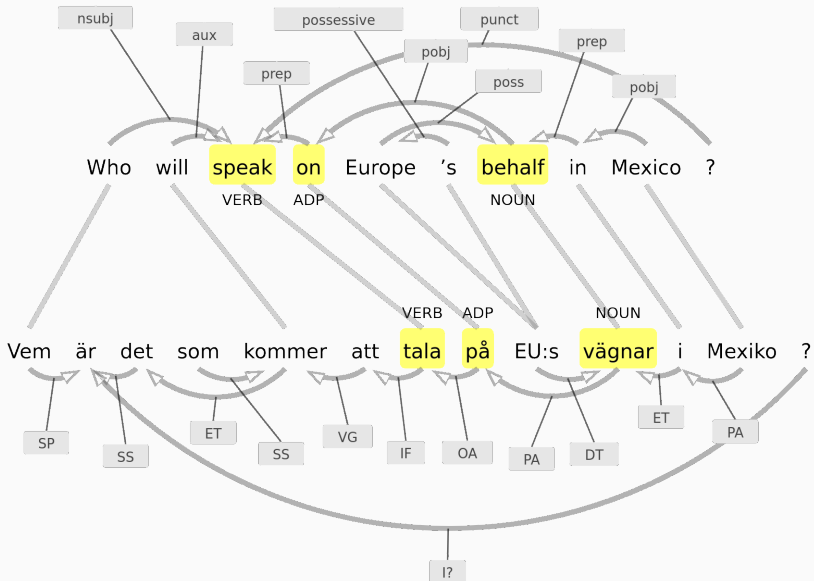 nsubj aux possessive pobj punct prep
prep poss pobj
Who will speak on Europe 's behalf in Mexico ?
VERB ADP NOUN
VERB ADP NOUN
Vem är det som kommer att tala på EU:s vägnar i Mexiko ?
SP SS ET SS VG IF OA PA DT ET PA
I?